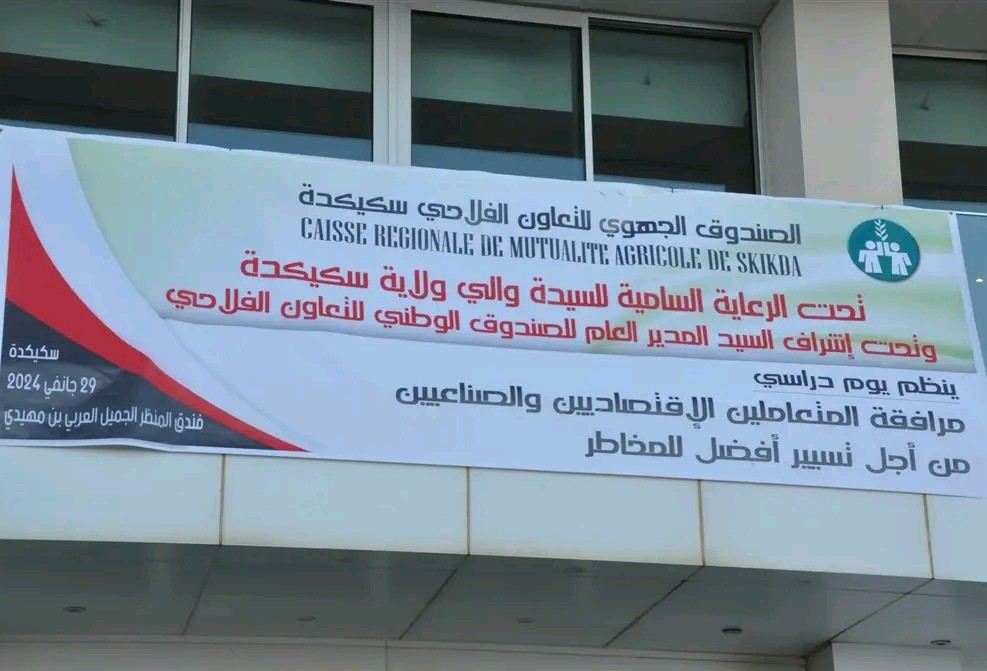 الصندوق الجهوي للتعاون الفلاحي سكيكدة
CAISSE REGIONALE DE MUTUALITE AGRICOLE DE SKIKDA
تحت الرعاية السامية للسيدة والي ولاية سكيكدة
وتحت إشراف السيد المدير العام للصندوق الوطني للتعاون الفلاحي
ينظم يوم دراسي
مرافقة المتعاملين الإقتصاديين والصناعيين
من أجل تسيير أفضل للمخاطر
سكيكدة
29 جانفي 2024
فندق المنظر الجميل العربي بن مهيدي